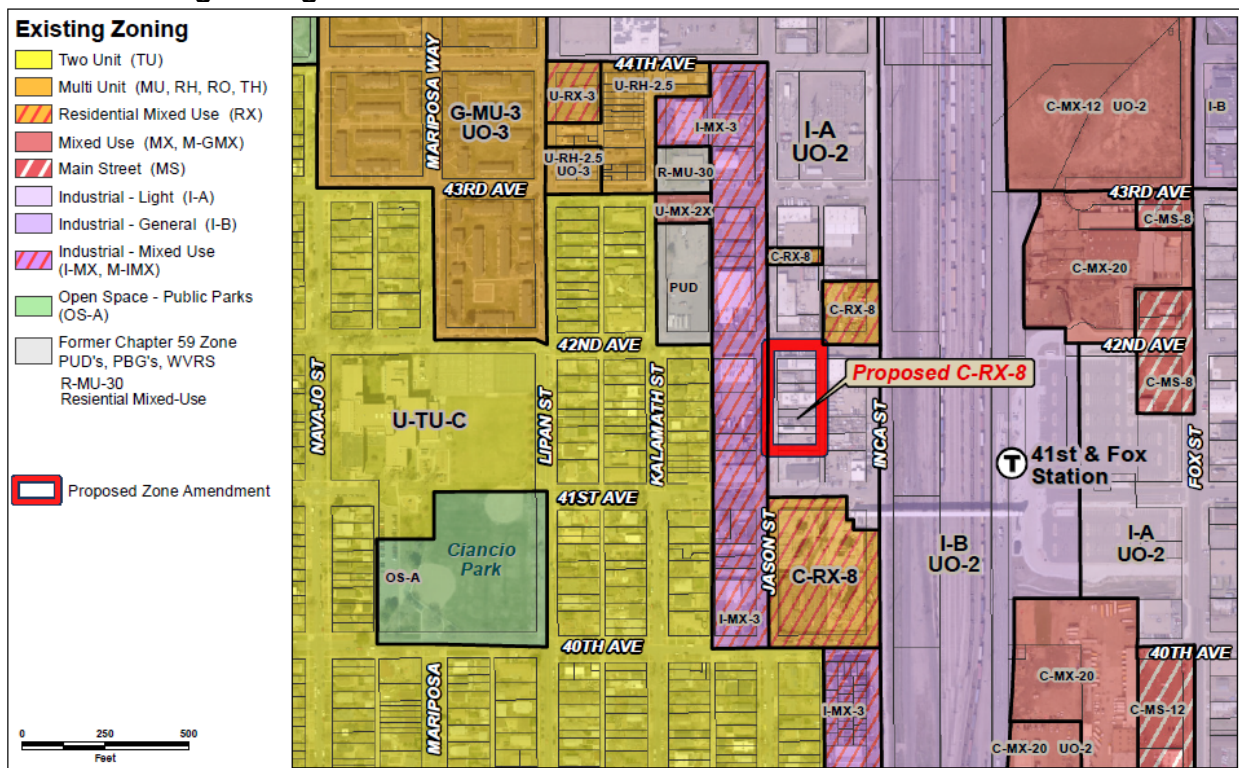 Existing Zoning
Two Unit (TU)
Multi Unit (MU, RH, RO, TH)
Residential Mixed Use (RX)
Mixed Use (MX, M-GMX)
Main Street (MS)
Industrial - Light (I-A)
Industrial - General (I-B)
Industrial - Mixed Use
(I-MX, M-IMX)
Open Space - Public Parks
(OS-A)
Former Chapter 59 Zone
PUD's, PBG's, WVRS
R-MU-30
Resiential Mixed-Use
Proposed Zone Amendment
0 250 500
Feet
MARIPOSA WAY
44TH AVE
U-RH-2.5
U-RX-3
G-MU-3
UO-3
I-MX-3
I-A
UO-2
C-MX-12 UO-2
I-B
U-RH-2.5
UO-3
R-MU-30
43RD AVE
43RD AVE
U-MX-2X
C-MS-8
C-RX-8
C-MX-20
PUD
C-RX-8
42ND AVE
42ND AVE
Proposed C-RX-8
C-MS-8
NAVAJO ST
U-TU-C
LIPAN ST
KALAMATH ST
INCA ST
41st & Fox
Station
T
FOX ST
41ST AVE
Ciancio
Park
OS-A
JASON ST
C-RX-8
I-B
UO-2
I-A
UO-2
I-MX-3
40TH AVE
40TH AVE
MARIPOSA
I-MX-3
C-MX-20
C-MS-12
C-MX-20 UO-2